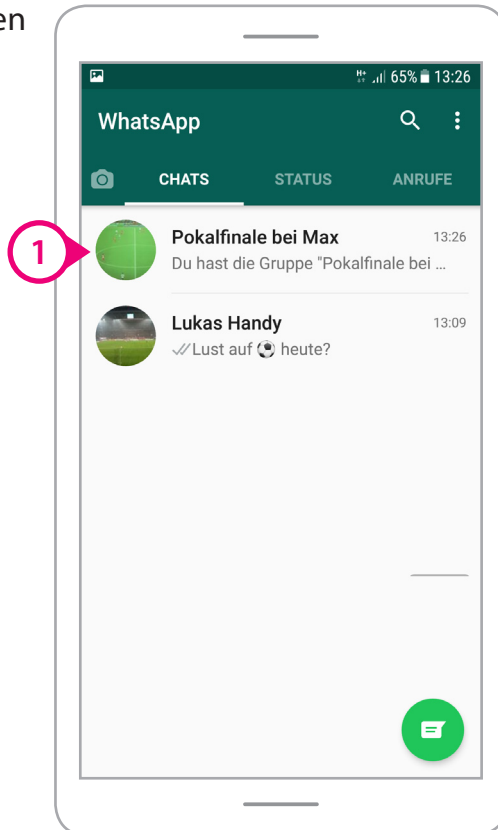 en
H+ 65% 13:26
WhatsApp
CHATS STATUS ANRUFE
1
Pokalfinale bei Max 13:26
Du hast die Gruppe "Pokalfinale bei ...
Lukas Handy 13:09
Lust auf ⚽ heute?